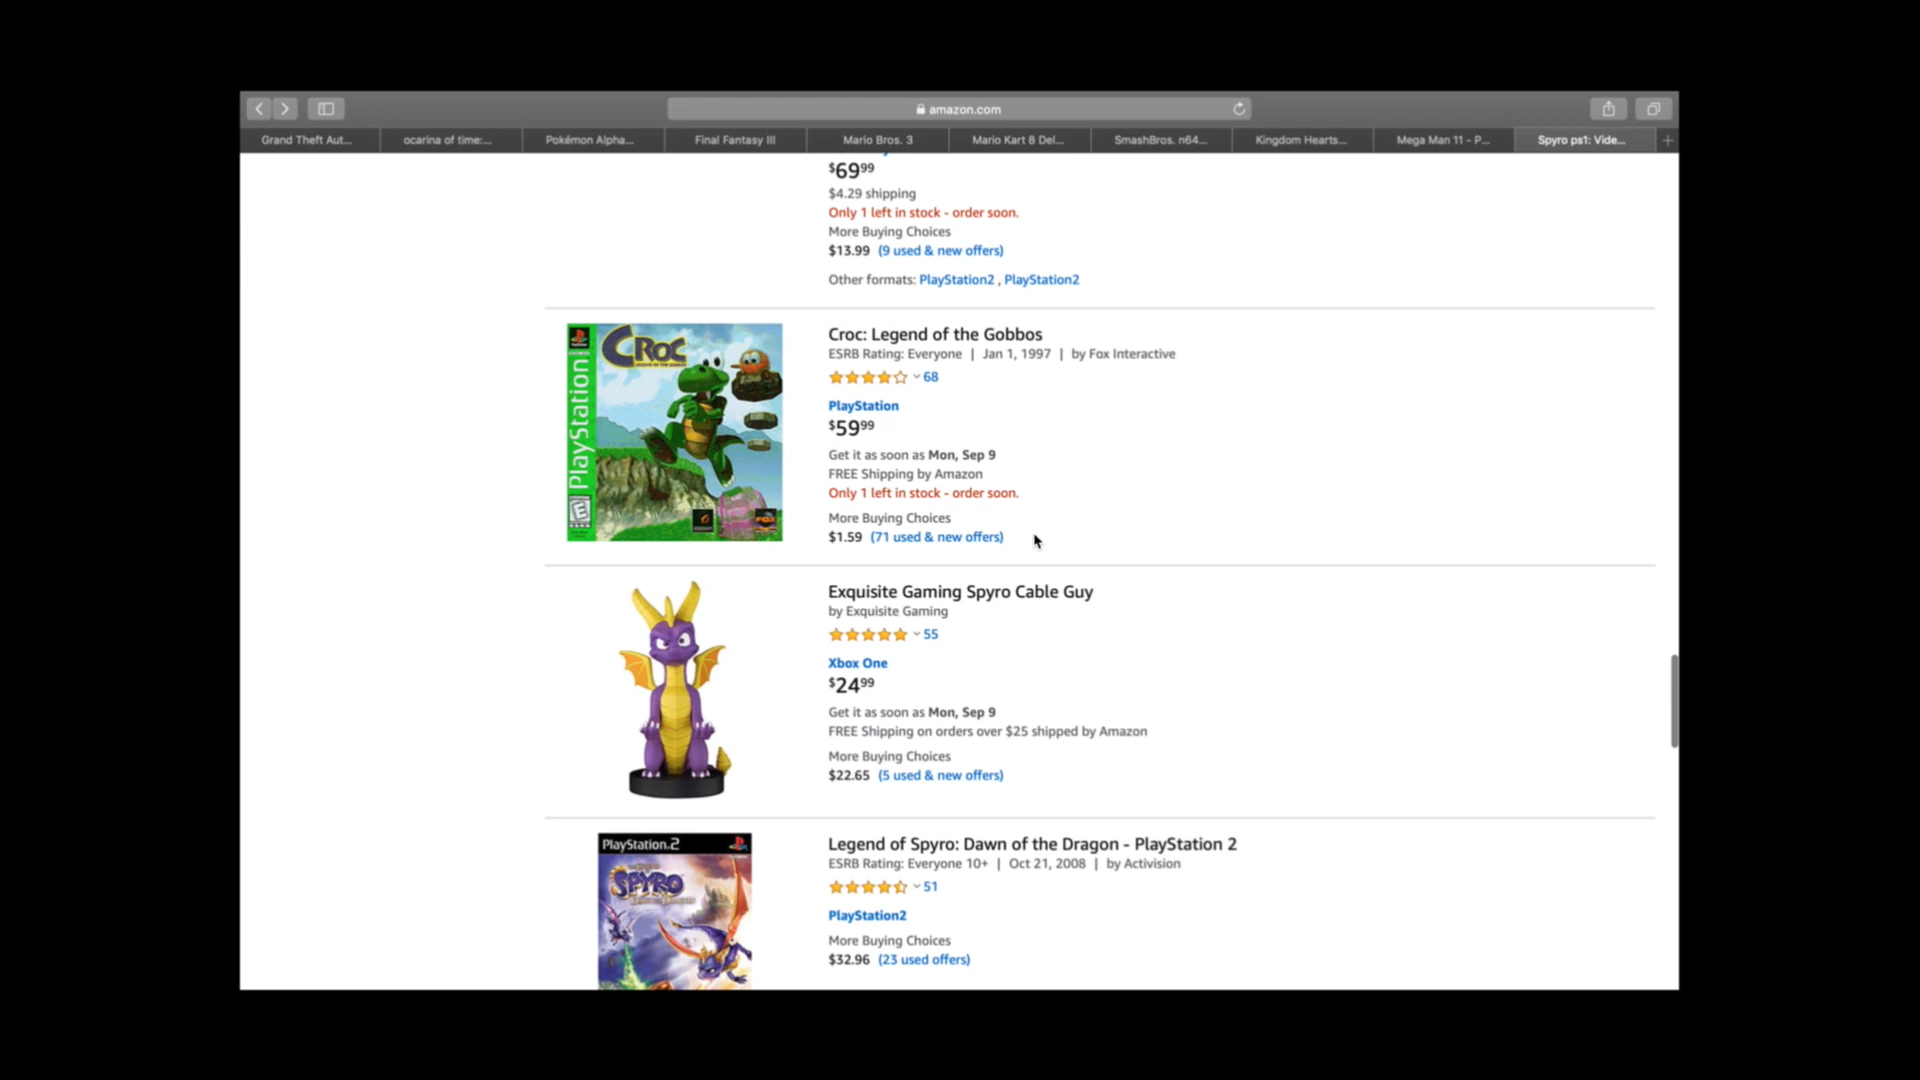 amazon.com
Grand Theft Aut...
ocarina of time:...
Pokémon Alpha...
Final Fantasy III
Mario Bros. 3
Mario Kart 8 Del...
SmashBros. n64...
Kingdom Hearts...
Mega Man 11 - P...
Spyro ps1: Vide...
$69⁹⁹
$4.29 shipping
Only 1 left in stock - order soon.
More Buying Choices
$13.99 (9 used & new offers)
Other formats: PlayStation2 , PlayStation2
PlayStation
CROC
FOX
Croc: Legend of the Gobbos
ESRB Rating: Everyone | Jan 1, 1997 | by Fox Interactive
68
PlayStation
$59⁹⁹
Get it as soon as Mon, Sep 9
FREE Shipping by Amazon
Only 1 left in stock - order soon.
More Buying Choices
$1.59 (71 used & new offers)
Exquisite Gaming Spyro Cable Guy
by Exquisite Gaming
55
Xbox One
$24⁹⁹
Get it as soon as Mon, Sep 9
FREE Shipping on orders over $25 shipped by Amazon
More Buying Choices
$22.65 (5 used & new offers)
PlayStation.2
SPYRO
Legend of Spyro: Dawn of the Dragon - PlayStation 2
ESRB Rating: Everyone 10+ | Oct 21, 2008 | by Activision
51
PlayStation2
More Buying Choices
$32.96 (23 used offers)